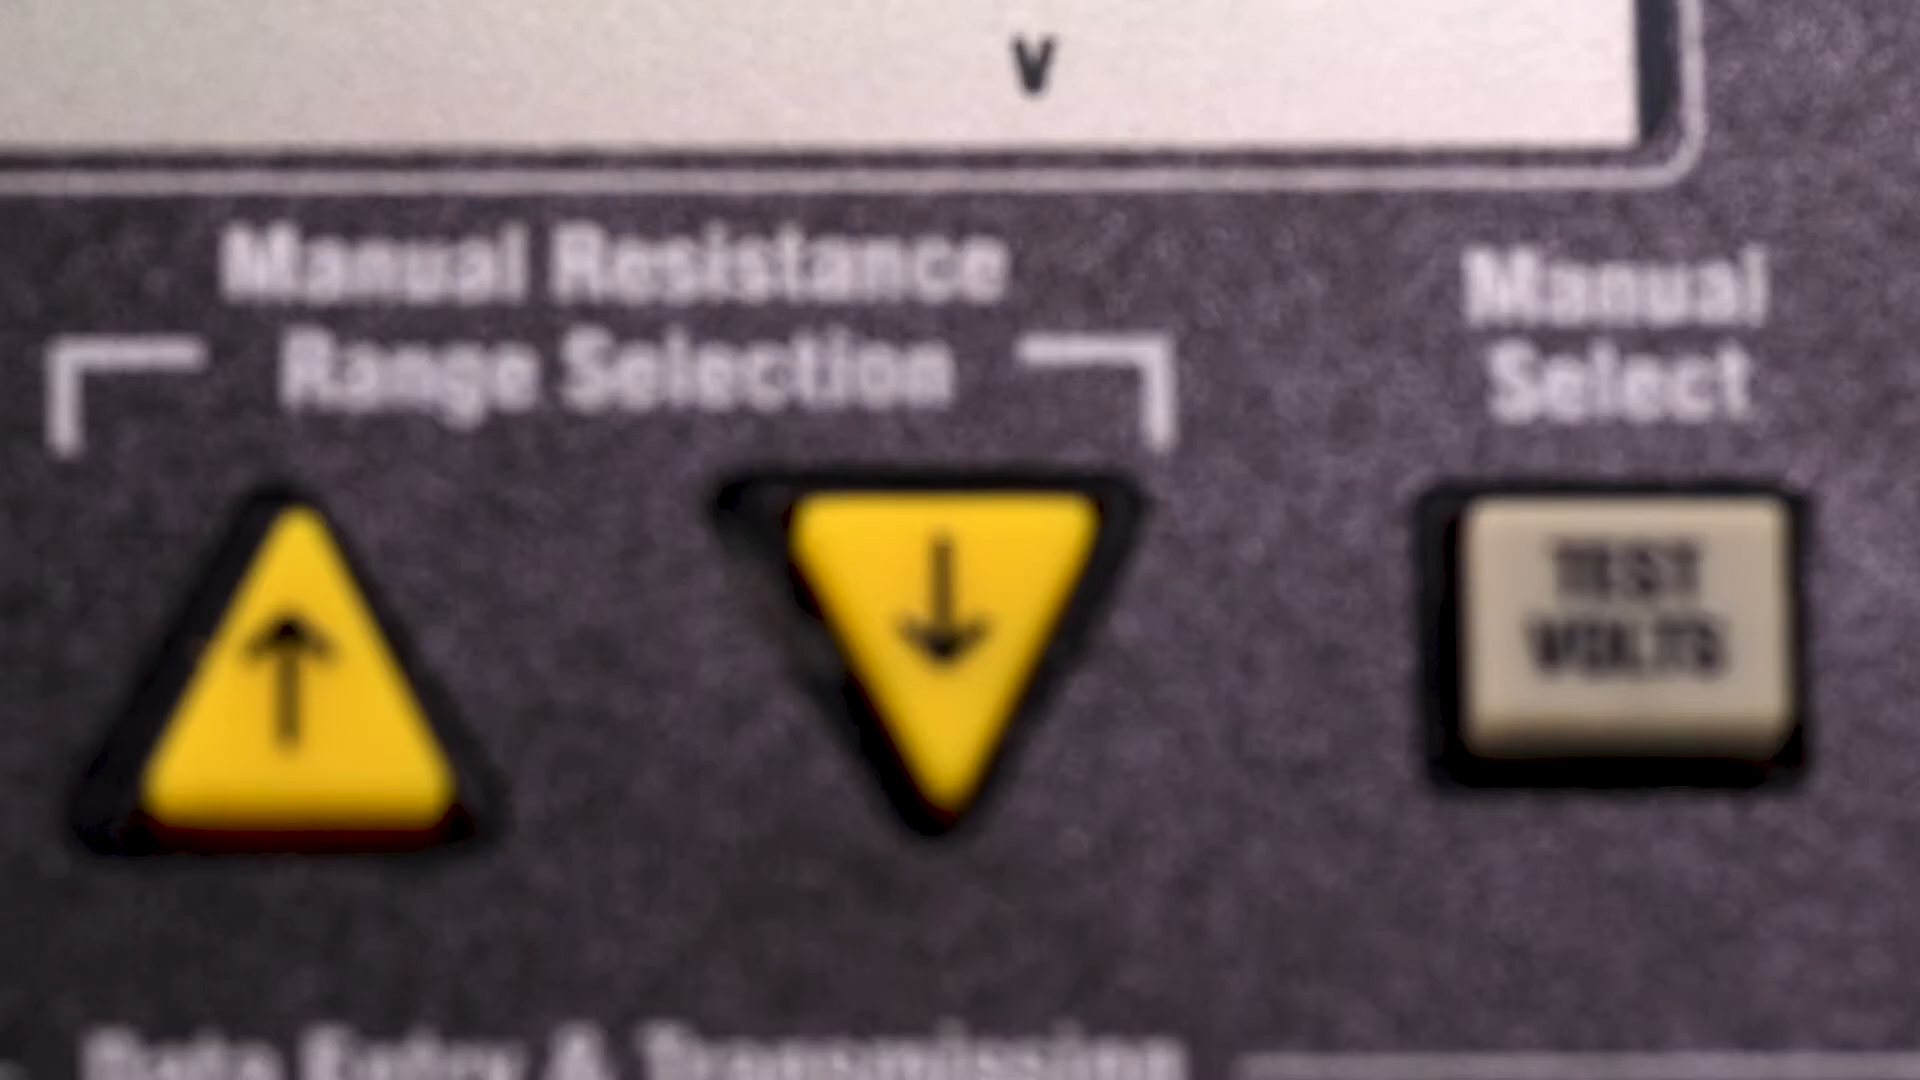 V
Manual Resistance
Range Selection
Manual
Select
↑
↓
TEST
VOLTS
Data Entry & Transmission